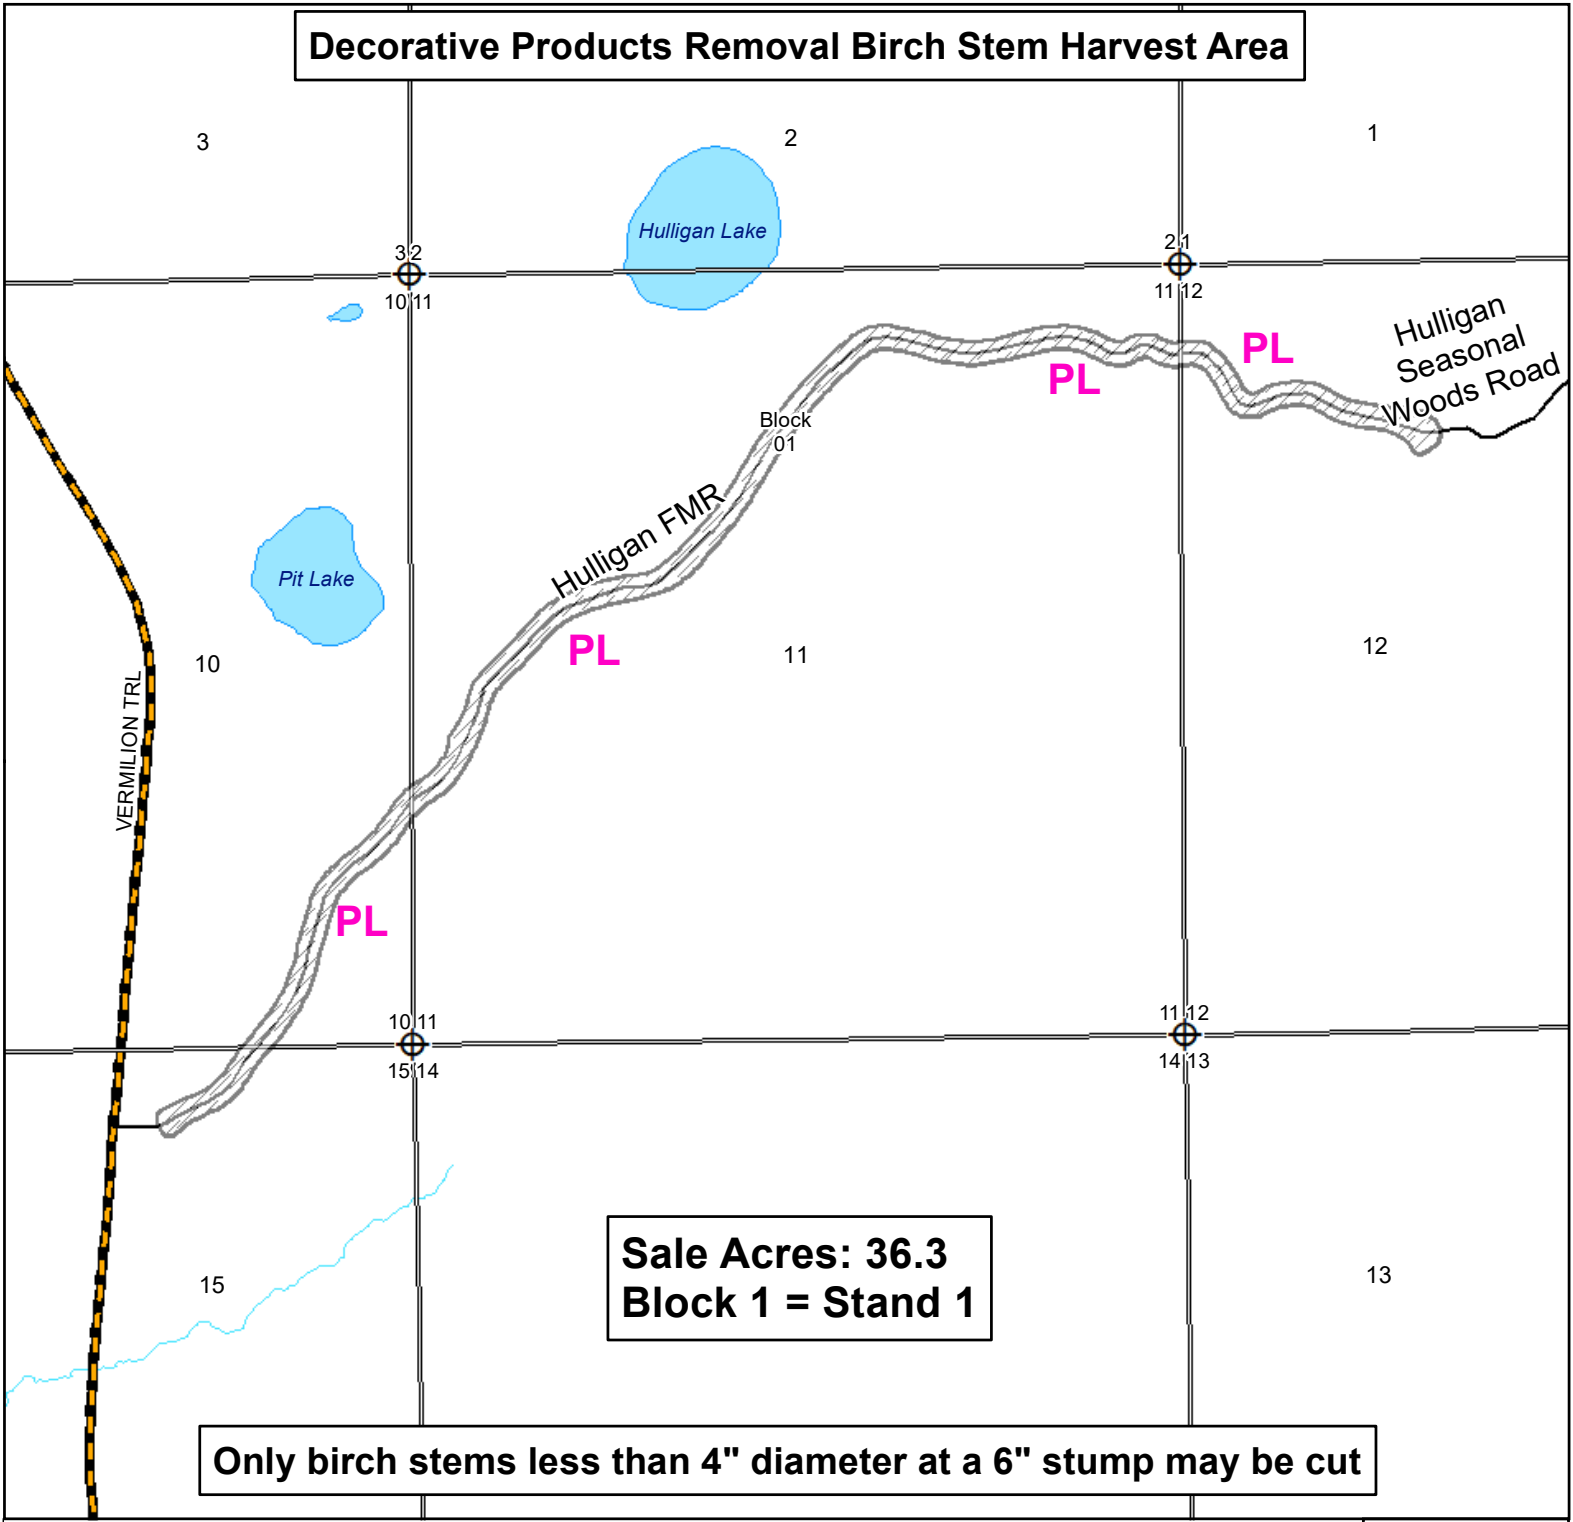 Decorative Products Removal Birch Stem Harvest Area
3
2
1
Hulligan Lake
3 2
10 11
2 1
11 12
Hulligan
Seasonal
Woods Road
PL
PL
Block
01
Hulligan FMR
Pit Lake
PL
10
11
12
VERMILION TRL
PL
10 11
15 14
11 12
14 13
15
Sale Acres: 36.3
Block 1 = Stand 1
13
Only birch stems less than 4" diameter at a 6" stump may be cut